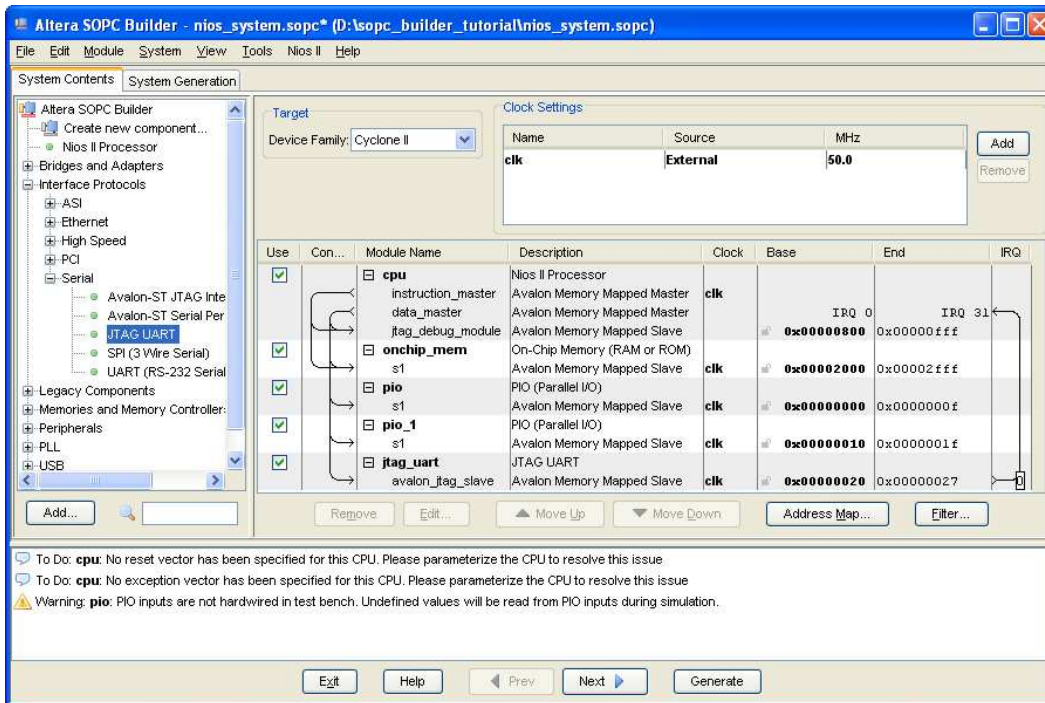 Altera SOPC Builder - nios_system.sopc* (D:\sopc_builder_tutorial\nios_system.sopc)
File Edit Module System View Tools Nios II Help
System Contents System Generation
Altera SOPC Builder
Create new component...
Nios II Processor
Bridges and Adapters
Interface Protocols
ASI
Ethernet
High Speed
PCI
Serial
Avalon-ST JTAG Inte
Avalon-ST Serial Per
JTAG UART
SPI (3 Wire Serial)
UART (RS-232 Serial
Legacy Components
Memories and Memory Controller
Peripherals
PLL
USB
Add...
Target
Device Family: Cyclone II
Clock Settings
Name Source MHz
clk External 50.0
Add
Remove
Use Con... Module Name Description Clock Base End IRQ
cpu Nios II Processor
instruction_master Avalon Memory Mapped Master clk
data_master Avalon Memory Mapped Master IRQ 0 IRQ 31
jtag_debug_module Avalon Memory Mapped Slave 0x00000800 0x00000fff
onchip_mem On-Chip Memory (RAM or ROM)
s1 Avalon Memory Mapped Slave clk 0x00002000 0x00002fff
pio PIO (Parallel I/O)
s1 Avalon Memory Mapped Slave clk 0x00000000 0x0000000f
pio_1 PIO (Parallel I/O)
s1 Avalon Memory Mapped Slave clk 0x00000010 0x0000001f
jtag_uart JTAG UART
avalon_jtag_slave Avalon Memory Mapped Slave clk 0x00000020 0x00000027 0
Remove Edit... Move Up Move Down Address Map... Filter...
To Do: cpu: No reset vector has been specified for this CPU. Please parameterize the CPU to resolve this issue
To Do: cpu: No exception vector has been specified for this CPU. Please parameterize the CPU to resolve this issue
Warning: pio: PIO inputs are not hardwired in test bench. Undefined values will be read from PIO inputs during simulation.
Exit Help Prev Next Generate